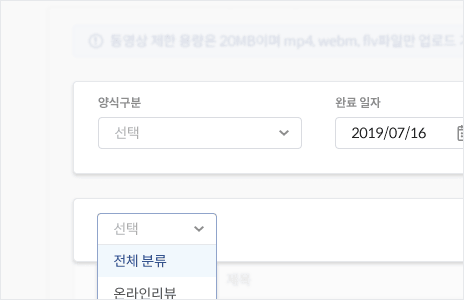 동영상 제한 용량은 20MB이며 mp4, webm, flv파일만 업로드
양식구분
완료 일자
선택
2019/07/16
선택
전체 분류
제목
온라인리뷰